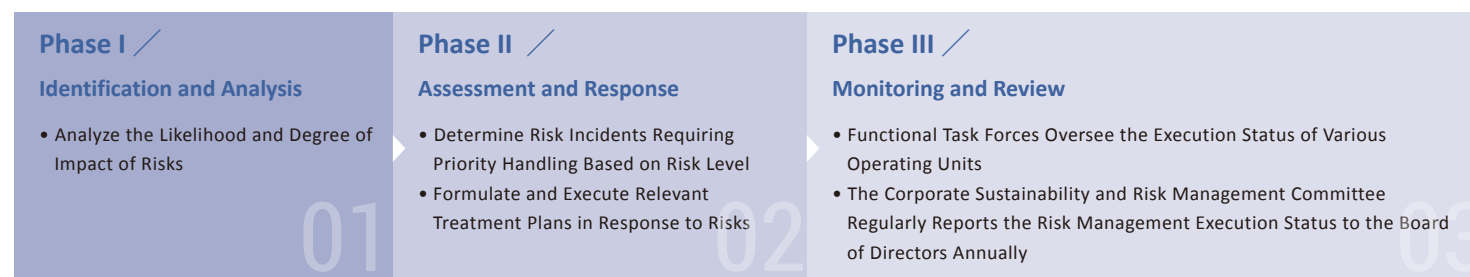 Phase I
Identification and Analysis
• Analyze the Likelihood and Degree of
Impact of Risks
01
Phase II
Assessment and Response
• Determine Risk Incidents Requiring
Priority Handling Based on Risk Level
• Formulate and Execute Relevant
Treatment Plans in Response to Risks
02
Phase III
Monitoring and Review
• Functional Task Forces Oversee the Execution Status of Various
Operating Units
• The Corporate Sustainability and Risk Management Committee
Regularly Reports the Risk Management Execution Status to the Board
of Directors Annually
03